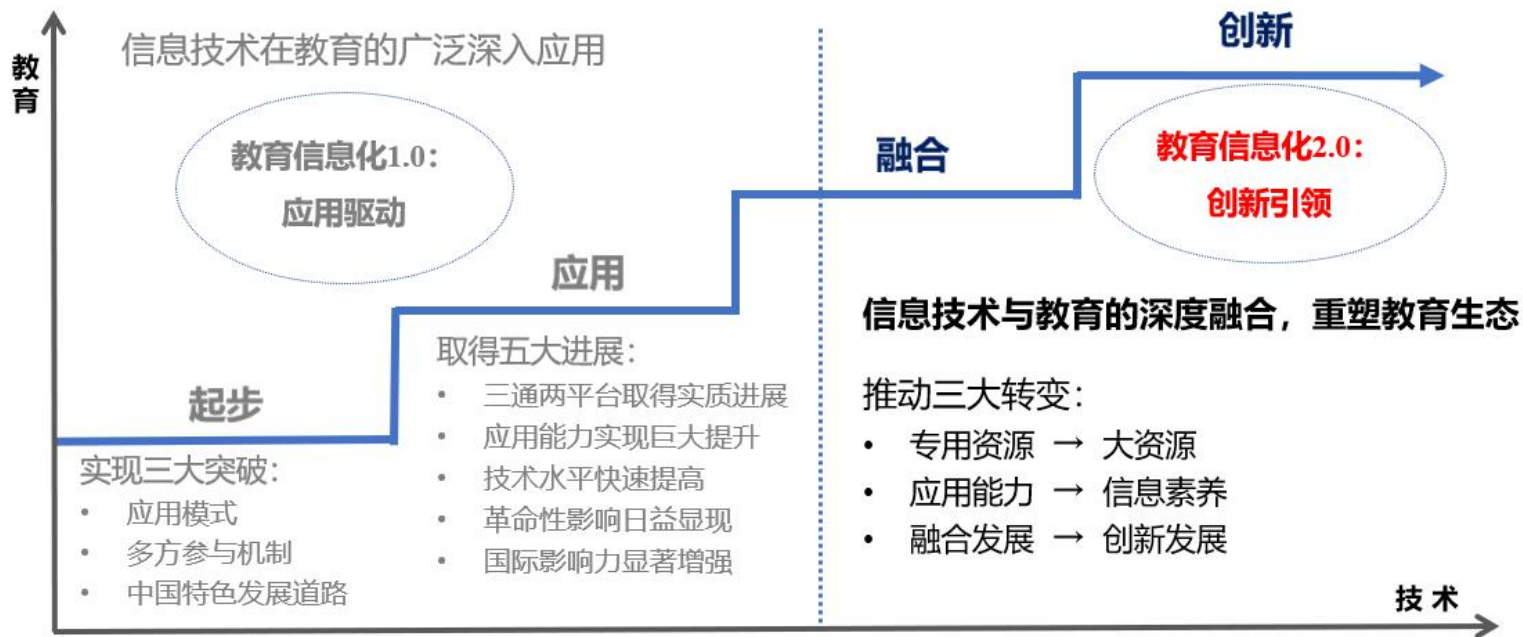 教育
信息技术在教育的广泛深入应用
教育信息化1.0：
应用驱动
起步
实现三大突破：
• 应用模式
• 多方参与机制
• 中国特色发展道路
应用
取得五大进展：
• 三通两平台取得实质进展
• 应用能力实现巨大提升
• 技术水平快速提高
• 革命性影响日益显现
• 国际影响力显著增强
融合
创新
教育信息化2.0：
创新引领
信息技术与教育的深度融合，重塑教育生态
推动三大转变：
• 专用资源 → 大资源
• 应用能力 → 信息素养
• 融合发展 → 创新发展
技 术